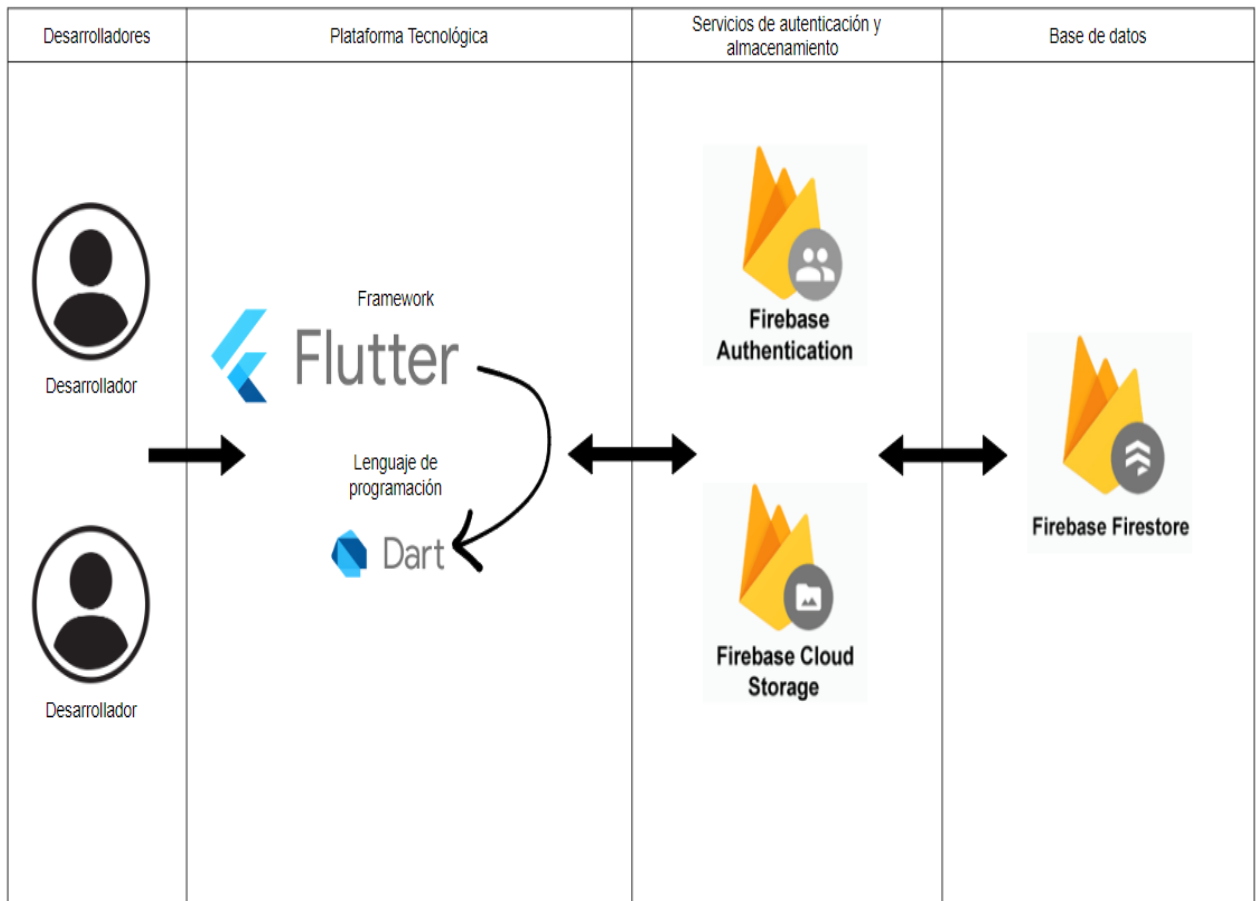 Desarrolladores
Plataforma Tecnológica
Servicios de autenticación y
almacenamiento
Base de datos
Desarrollador
Desarrollador
Framework
Flutter
Lenguaje de
programación
Dart
Firebase
Authentication
Firebase Cloud
Storage
Firebase Firestore